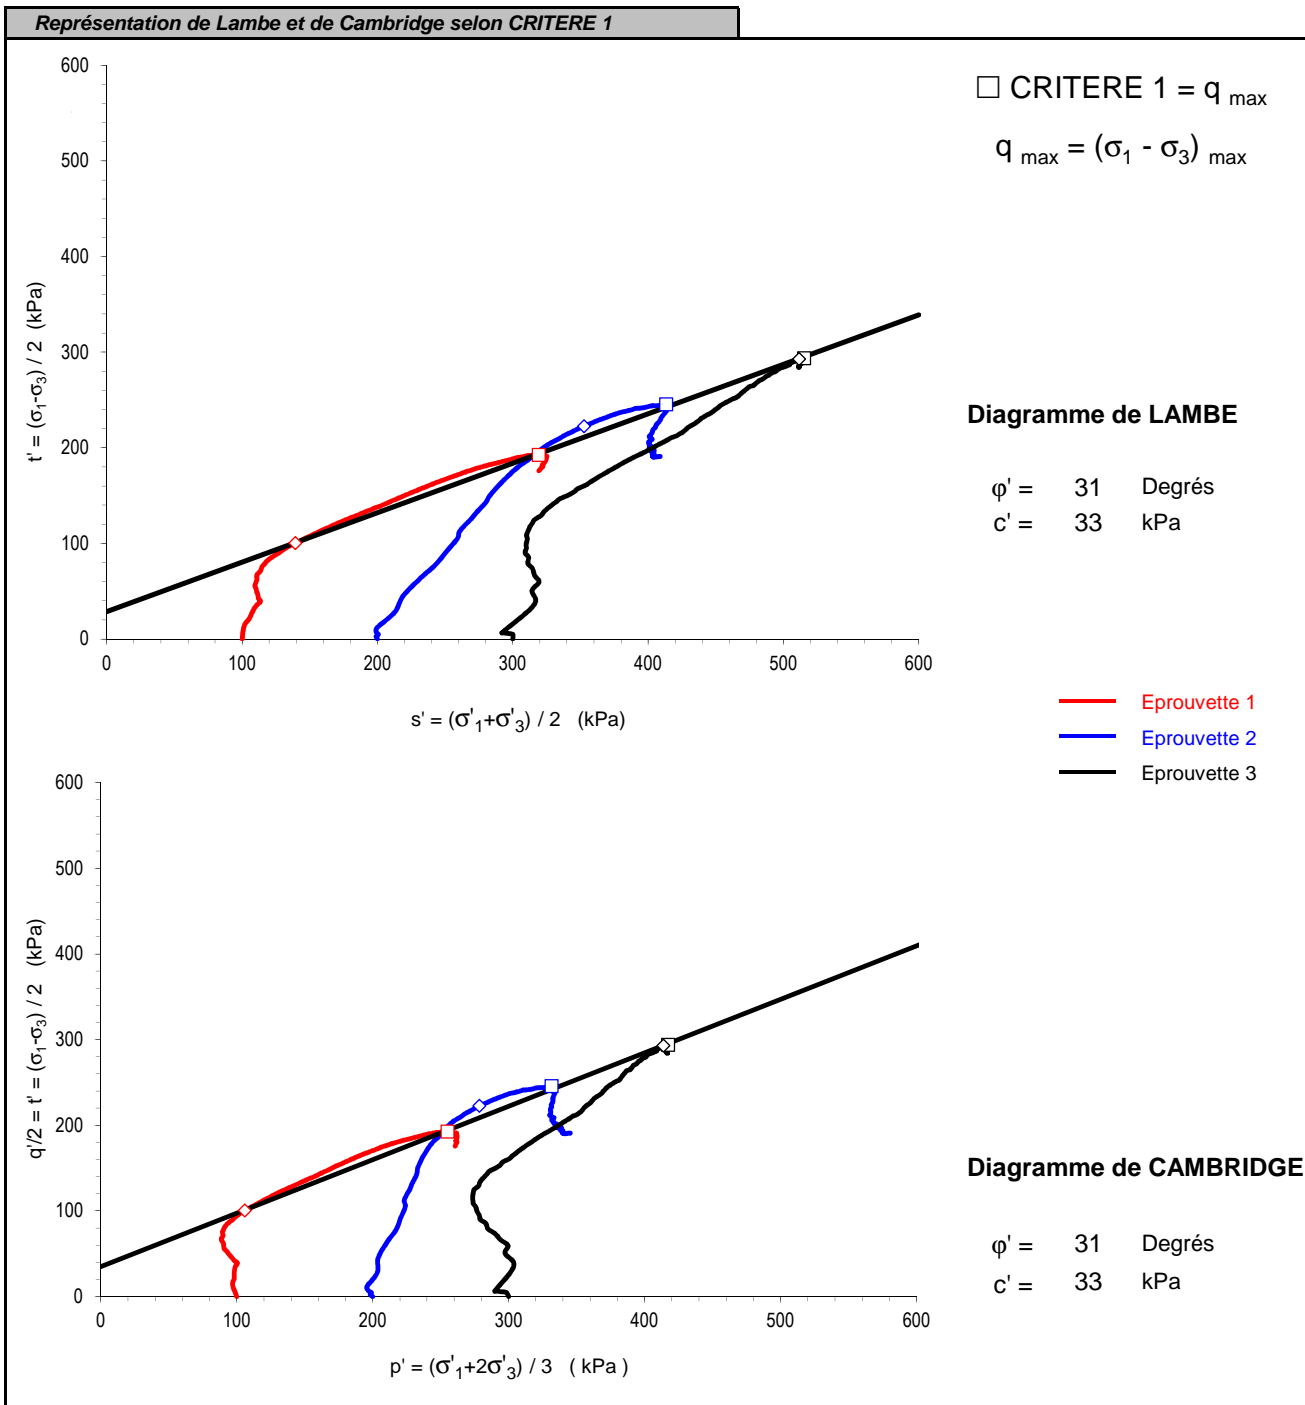 Représentation de Lambe et de Cambridge selon CRITERE 1
□ CRITERE 1 = q max
q max = (σ1 - σ3) max
600
500
400
300
200
100
0
t' = (σ1-σ3) / 2 (kPa)
0 100 200 300 400 500 600
s' = (σ'1+σ'3) / 2 (kPa)
Diagramme de LAMBE
φ' = 31 Degrés
c' = 33 kPa
Eprouvette 1
Eprouvette 2
Eprouvette 3
600
500
400
300
200
100
0
q'/2 = t' = (σ1-σ3) / 2 (kPa)
0 100 200 300 400 500 600
p' = (σ'1+2σ'3) / 3 ( kPa )
Diagramme de CAMBRIDGE
φ' = 31 Degrés
c' = 33 kPa